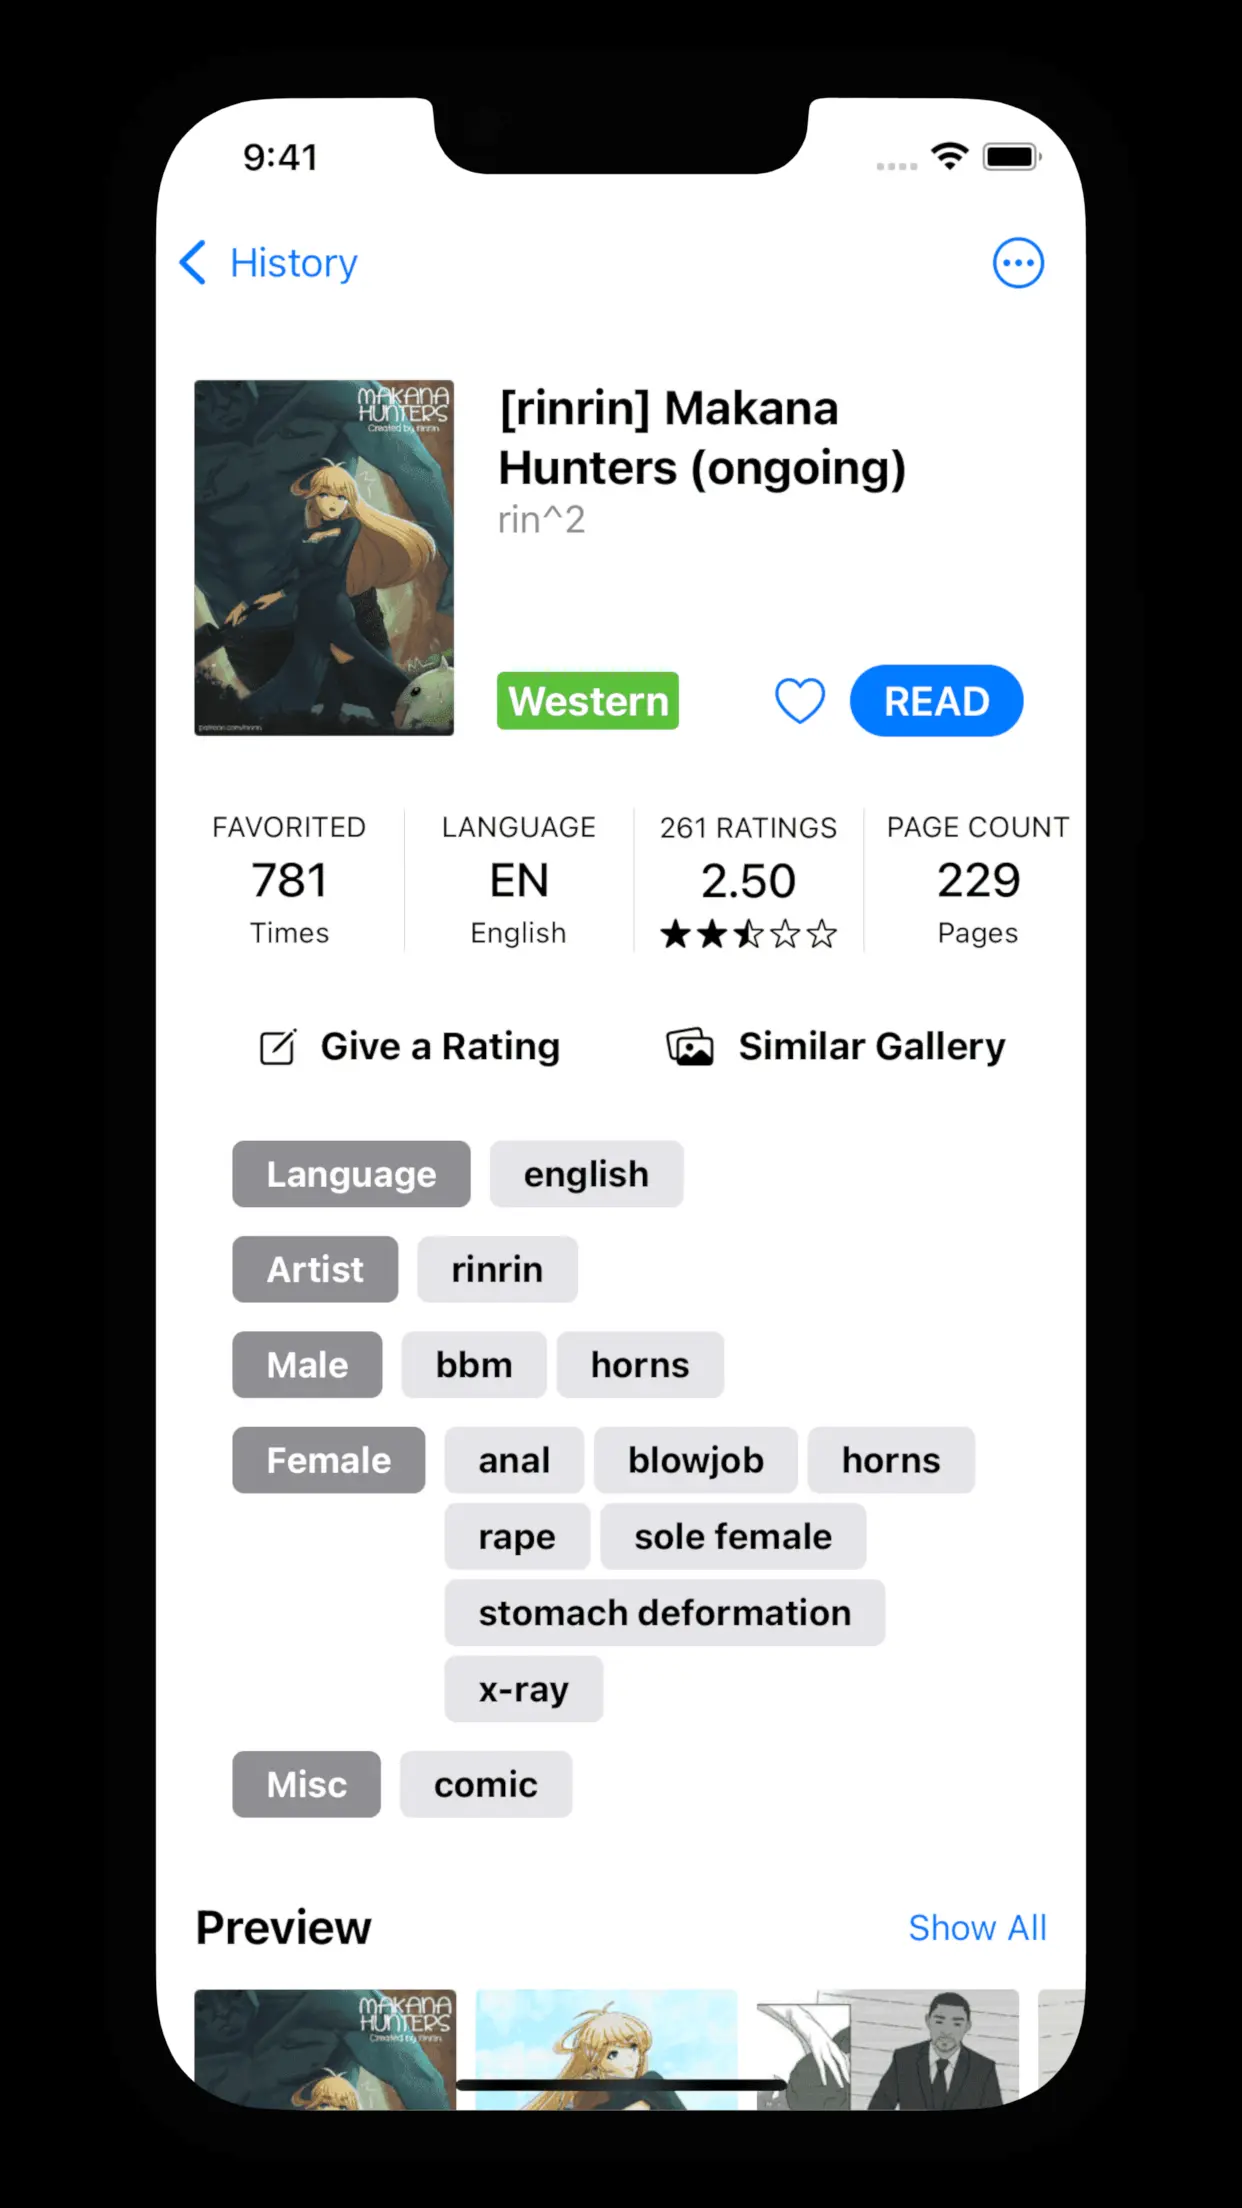 9:41
History
MAKANA
HUNTERS
Created by rinrin
patreon.com/rinrin
[rinrin] Makana
Hunters (ongoing)
rin^2
Western
READ
FAVORITED
781
Times
LANGUAGE
EN
English
261 RATINGS
2.50
PAGE COUNT
229
Pages
Give a Rating
Similar Gallery
Language english
Artist rinrin
Male bbm horns
Female anal blowjob horns
rape sole female
stomach deformation
x-ray
Misc comic
Preview
Show All
MAKANA
HUNTERS
Created by rinrin